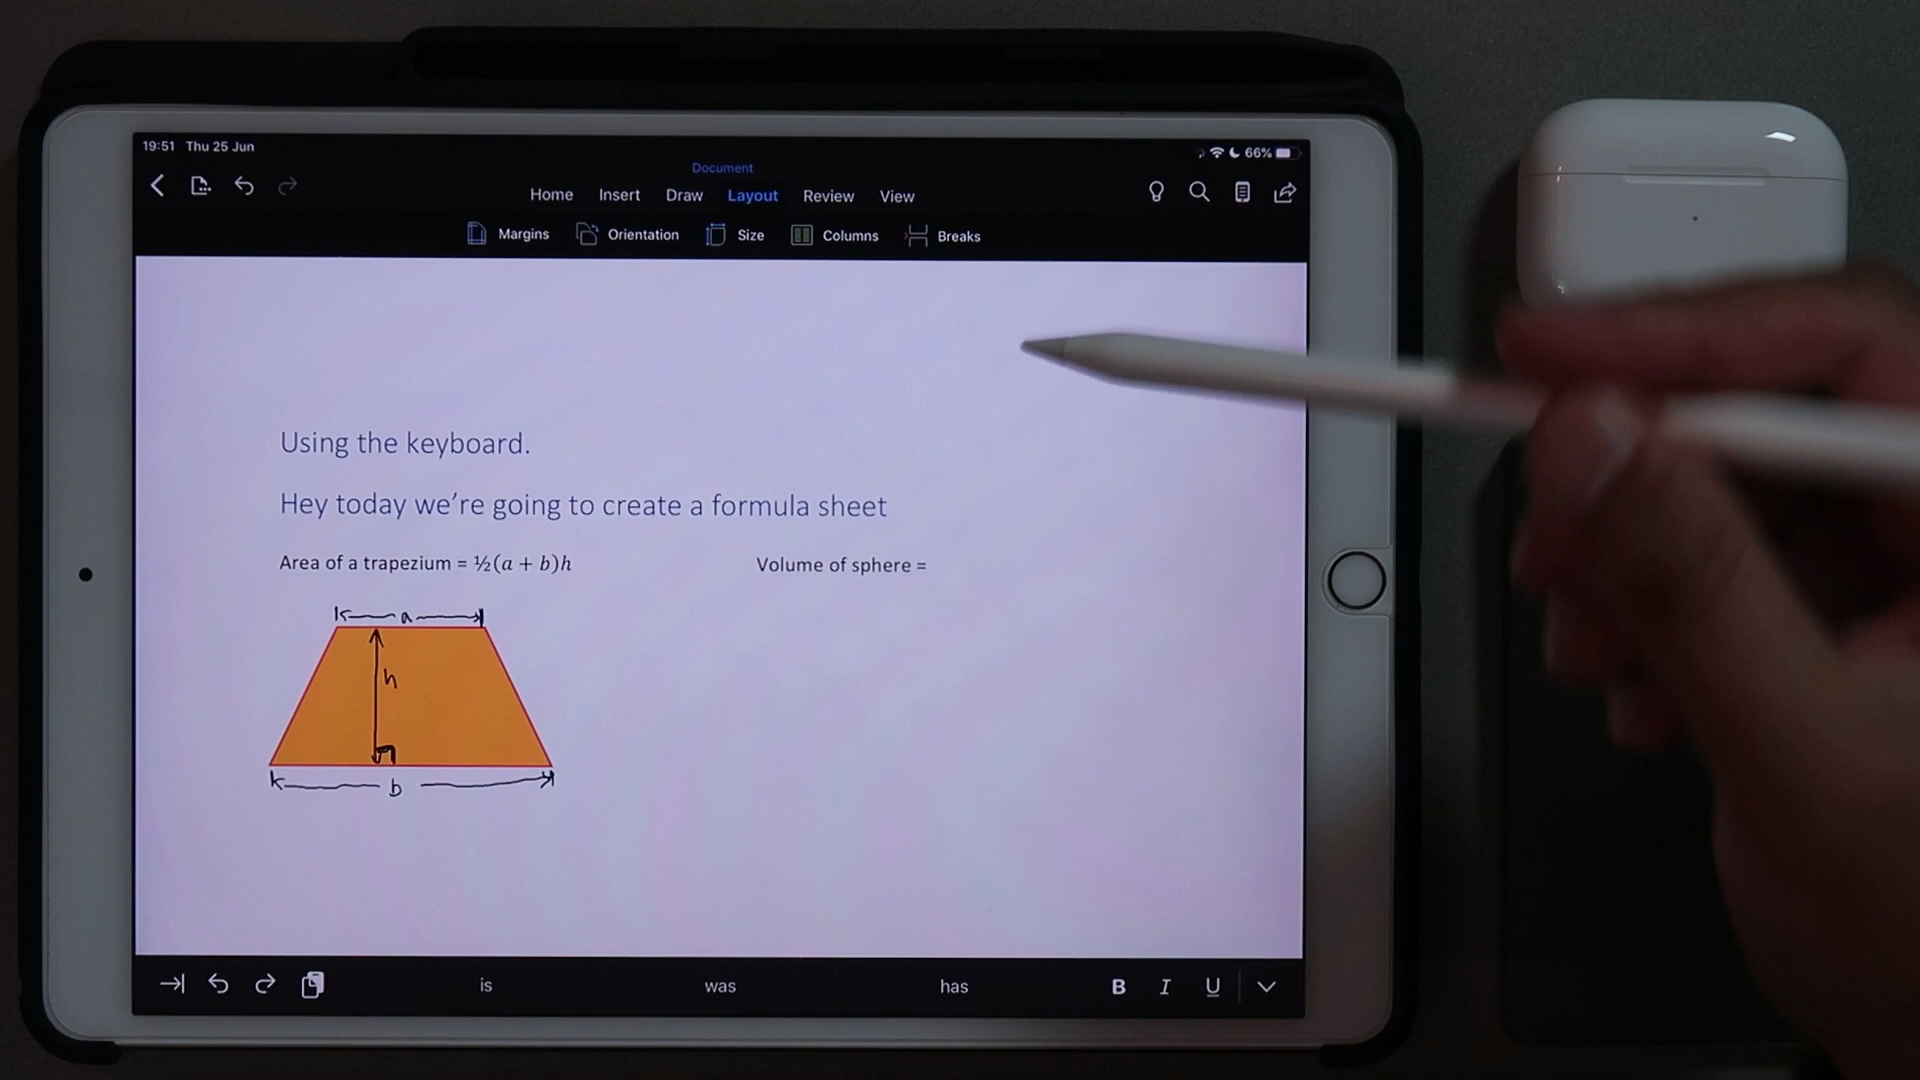 19:51 Thu 25 Jun
66%
Document
Home Insert Draw Layout Review View
Margins Orientation Size Columns Breaks
Using the keyboard.
Hey today we’re going to create a formula sheet
Area of a trapezium = ½(a + b)h
Volume of sphere =
a
h
b
is was has
B I U